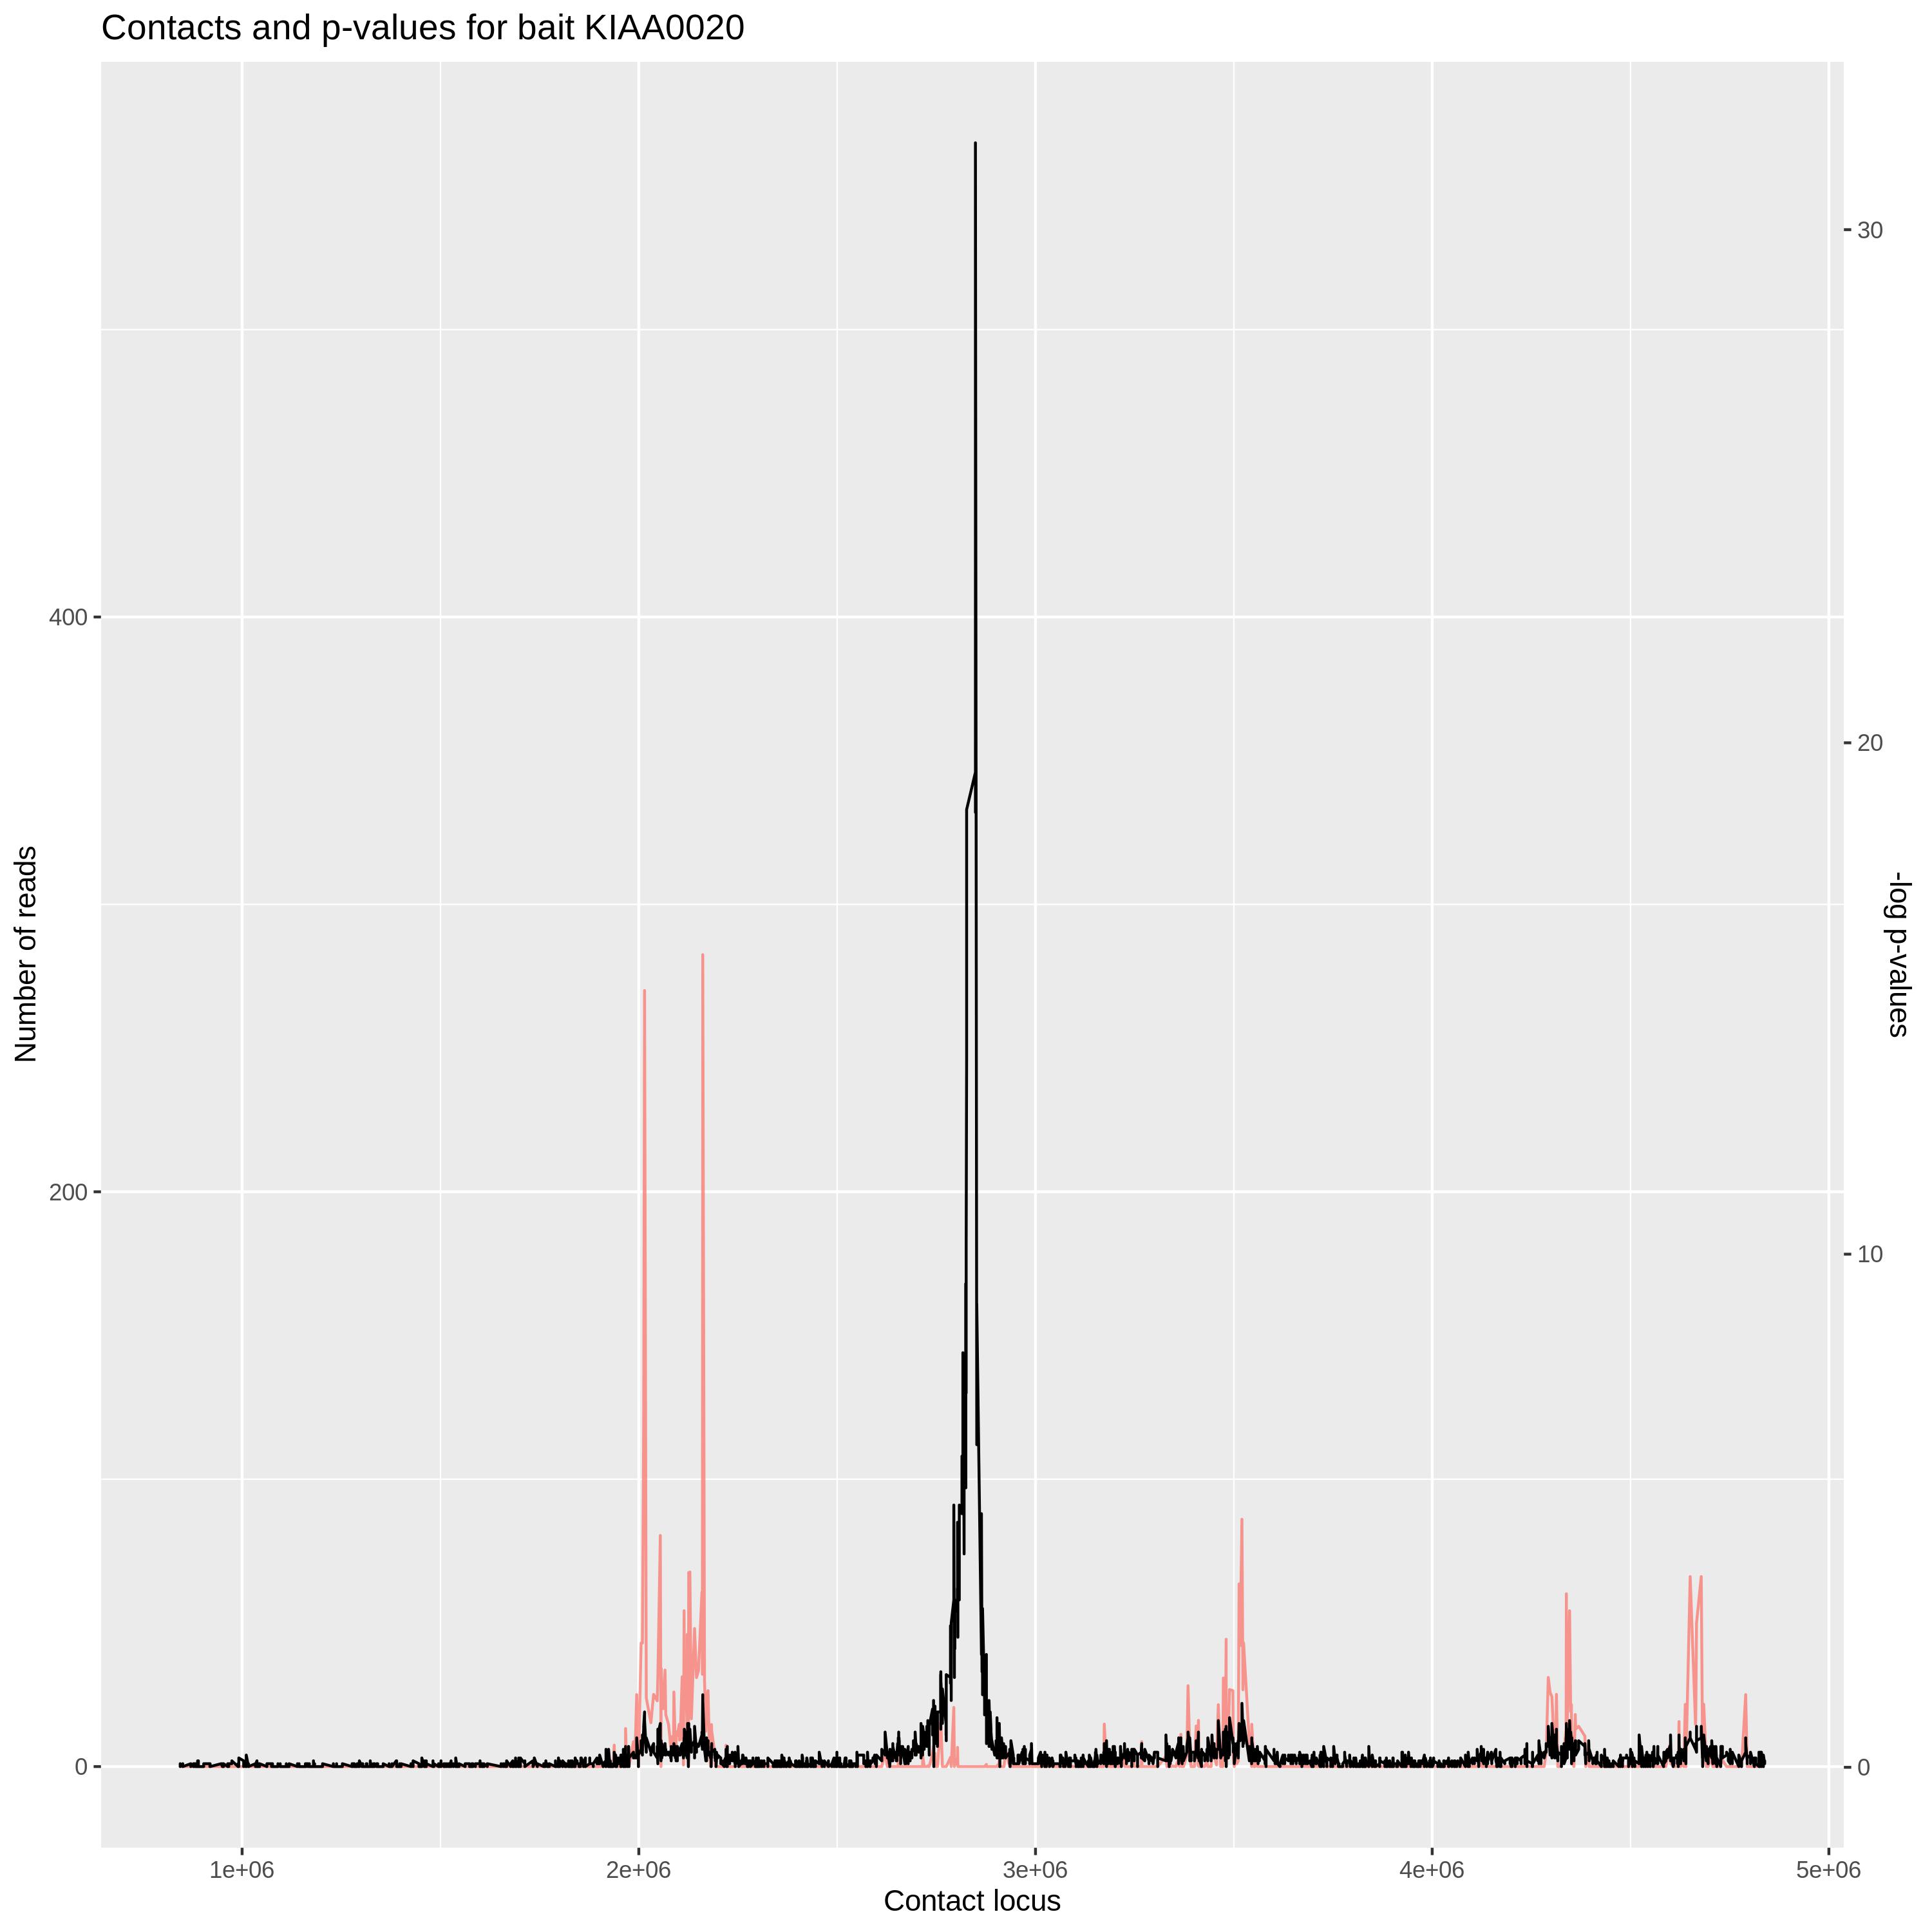 Contacts and p-values for bait KIAA0020
30
400
20
Number of reads
-log p-values
200
10
0
0
1e+06
2e+06
3e+06
4e+06
5e+06
Contact locus